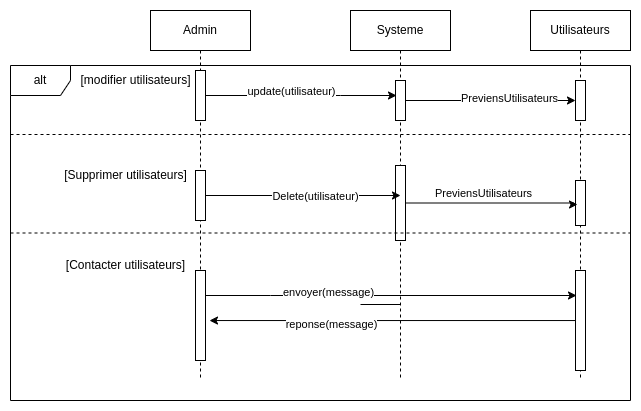 Admin
Systeme
Utilisateurs
alt
[modifier utilisateurs]
update(utilisateur)
PreviensUtilisateurs
[Supprimer utilisateurs]
Delete(utilisateur)
PreviensUtilisateurs
[Contacter utilisateurs]
envoyer(message)
reponse(message)